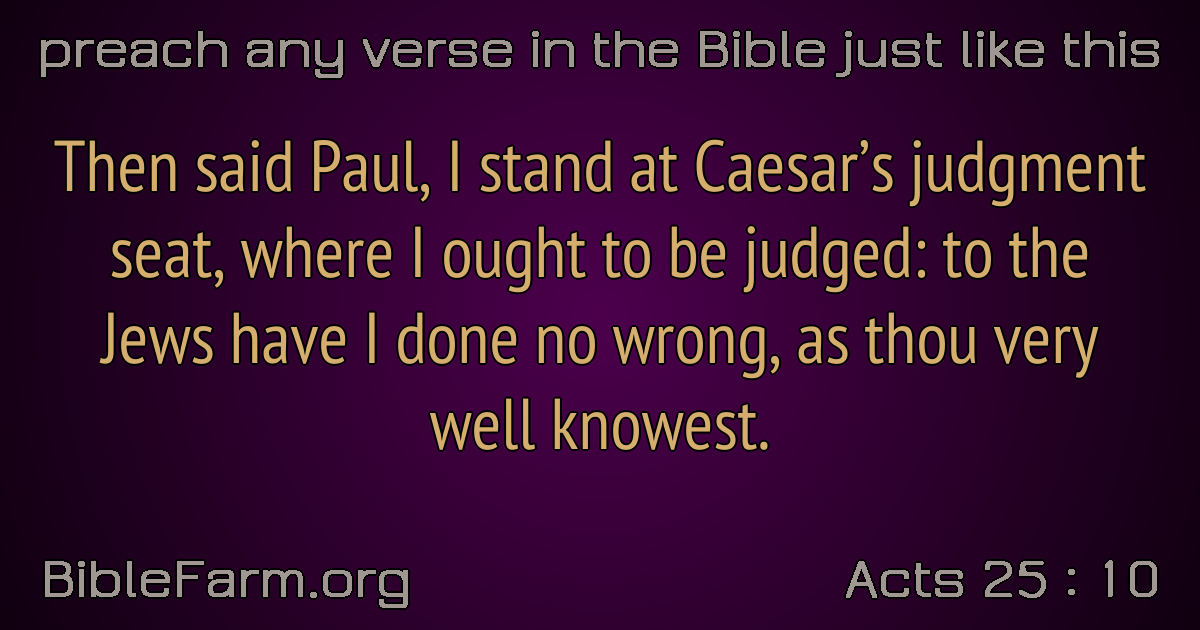 preach any verse in the Bible just like this
Then said Paul, I stand at Caesar’s judgment
seat, where I ought to be judged: to the
Jews have I done no wrong, as thou very
well knowest.
BibleFarm.org
Acts 25 : 10